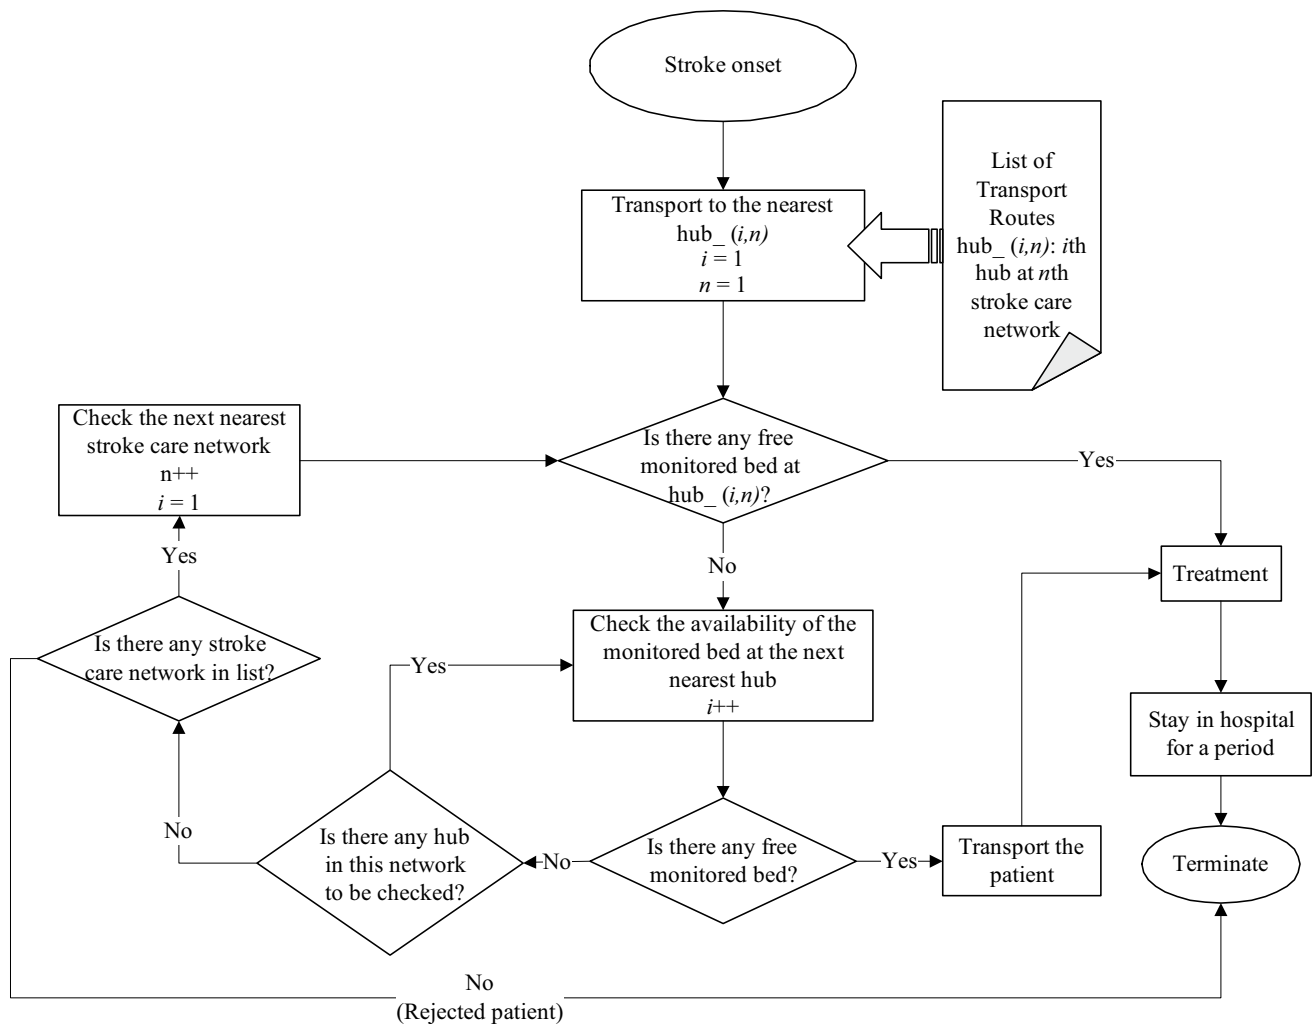 Stroke onset
Transport to the nearest
hub_ (i,n)
i = 1
n = 1
List of
Transport
Routes
hub_ (i,n): ith
hub at nth
stroke care
network
Check the next nearest
stroke care network
n++
i = 1
Is there any free
monitored bed at
hub_ (i,n)?
Yes
Yes
No
Treatment
Is there any stroke
care network in list?
Check the availability of the
monitored bed at the next
nearest hub
i++
Yes
Stay in hospital
for a period
No
Is there any hub
in this network
to be checked?
No
Is there any free
monitored bed?
Yes
Transport the
patient
Terminate
No
(Rejected patient)